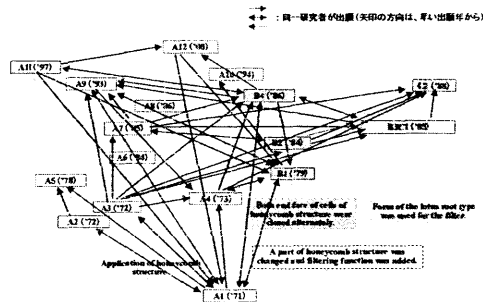 ：同一研究者が出願(矢印の方向は、早い出願年から)
A12 ('00)
A11 ('97)
A10 ('94)
A9 ('93)
B4 ('86)
A8 ('86)
A7 ('85)
('84)
A6 ('84)
B1 ('79)
A5 ('78)
A4 ('73)
A3 ('72)
A2 ('72)
Both end face of cells of
honeycomb structure were
closed alternately.
Form of the lotus root type
was used for the filter.
A part of honeycomb structure was
changed and filtering function was added.
Application of honeycomb
structure.
A1 ('71)